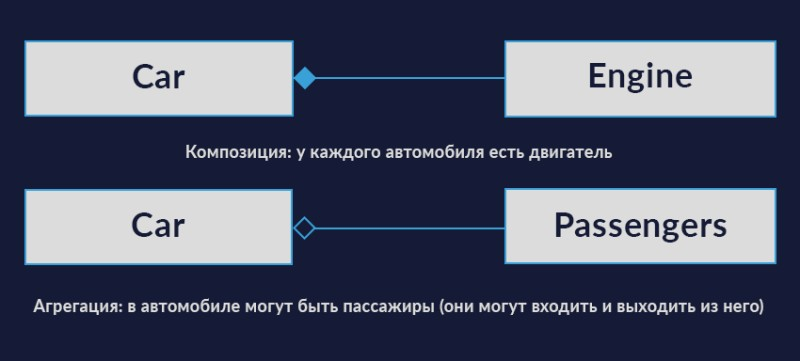 Car
Engine
Композиция: у каждого автомобиля есть двигатель
Car
Passengers
Агрегация: в автомобиле могут быть пассажиры (они могут входить и выходить из него)